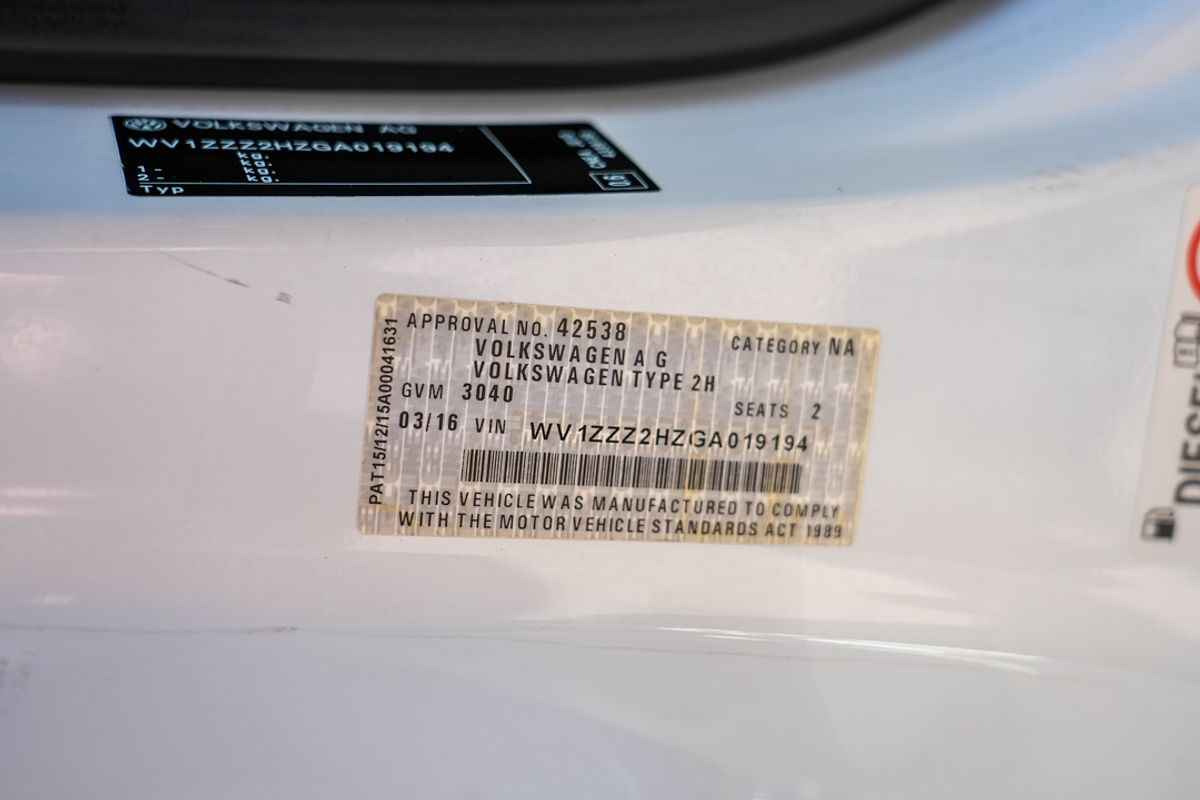 VOLKSWAGEN AG
WV1ZZZ2HZGA019194
kg.
kg.
1- kg.
2- kg.
Typ
APPROVAL NO. 42538 CATEGORY NA
VOLKSWAGEN A G
VOLKSWAGEN TYPE 2H
GVM 3040 SEATS 2
03/16 VIN WV1ZZZ2HZGA019194
THIS VEHICLE WAS MANUFACTURED TO COMPLY
WITH THE MOTOR VEHICLE STANDARDS ACT 1989
PAT15/12/15A00041631